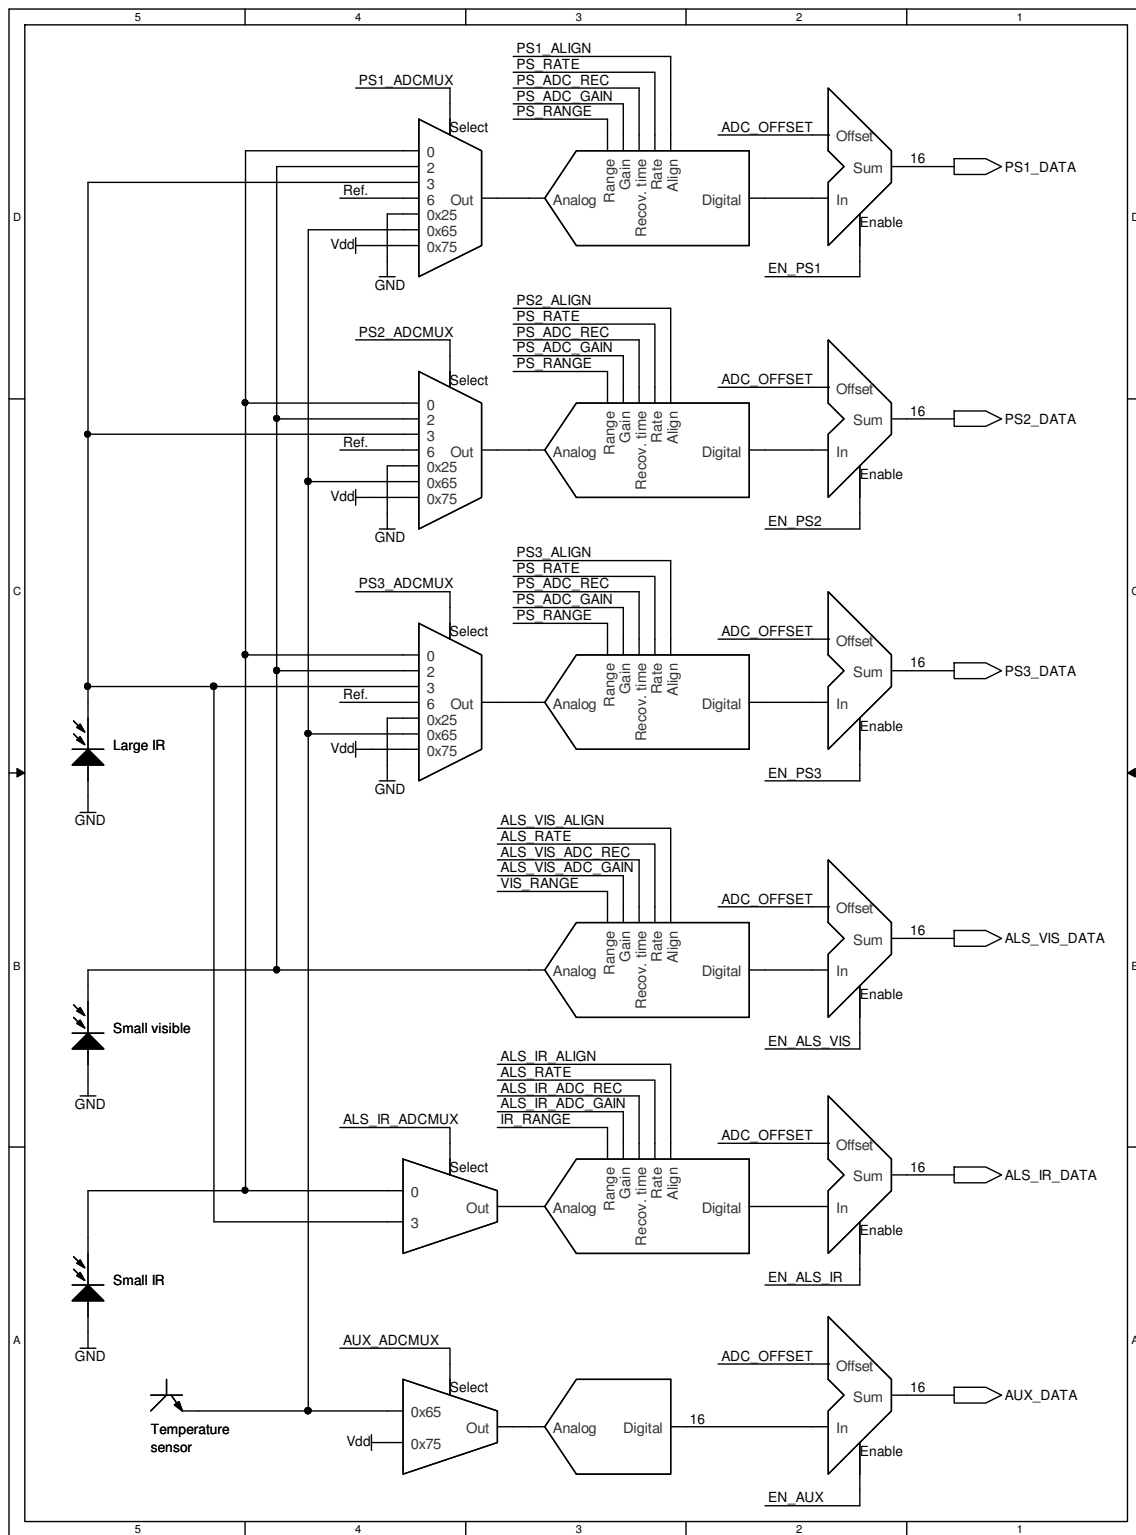 5 4 3 2 1
PS1_ALIGN
PS_RATE
PS_ADC_REC
PS_ADC_GAIN
PS_RANGE
PS1_ADCMUX
Select
0
2
3
Ref.
6 Out
0x25
0x65
Vdd 0x75
GND
Analog
Range
Gain
Recov. time
Rate
Align
Digital
ADC_OFFSET
Offset
Sum
In
Enable
EN_PS1
16
PS1_DATA
D D
PS2_ALIGN
PS_RATE
PS_ADC_REC
PS_ADC_GAIN
PS_RANGE
PS2_ADCMUX
Select
0
2
3
Ref.
6 Out
0x25
0x65
Vdd 0x75
GND
Analog
Range
Gain
Recov. time
Rate
Align
Digital
ADC_OFFSET
Offset
Sum
In
Enable
EN_PS2
16
PS2_DATA
PS3_ALIGN
PS_RATE
PS_ADC_REC
PS_ADC_GAIN
PS_RANGE
PS3_ADCMUX
C C
Select
0
2
3
Ref.
6 Out
0x25
0x65
Vdd 0x75
GND
Analog
Range
Gain
Recov. time
Rate
Align
Digital
ADC_OFFSET
Offset
Sum
In
Enable
EN_PS3
16
PS3_DATA
Large IR
GND
ALS_VIS_ALIGN
ALS_RATE
ALS_VIS_ADC_REC
ALS_VIS_ADC_GAIN
VIS_RANGE
Analog
Range
Gain
Recov. time
Rate
Align
Digital
ADC_OFFSET
Offset
Sum
In
Enable
EN_ALS_VIS
16
ALS_VIS_DATA
B B
Small visible
GND
ALS_IR_ALIGN
ALS_RATE
ALS_IR_ADC_REC
ALS_IR_ADC_GAIN
IR_RANGE
ALS_IR_ADCMUX
Select
0
Out
3
Analog
Range
Gain
Recov. time
Rate
Align
Digital
ADC_OFFSET
Offset
Sum
In
Enable
EN_ALS_IR
16
ALS_IR_DATA
Small IR
GND
A A
AUX_ADCMUX
Select
0x65
Out
Vdd 0x75
Temperature
sensor
Analog
Digital
16
ADC_OFFSET
Offset
Sum
In
Enable
EN_AUX
16
AUX_DATA
5 4 3 2 1